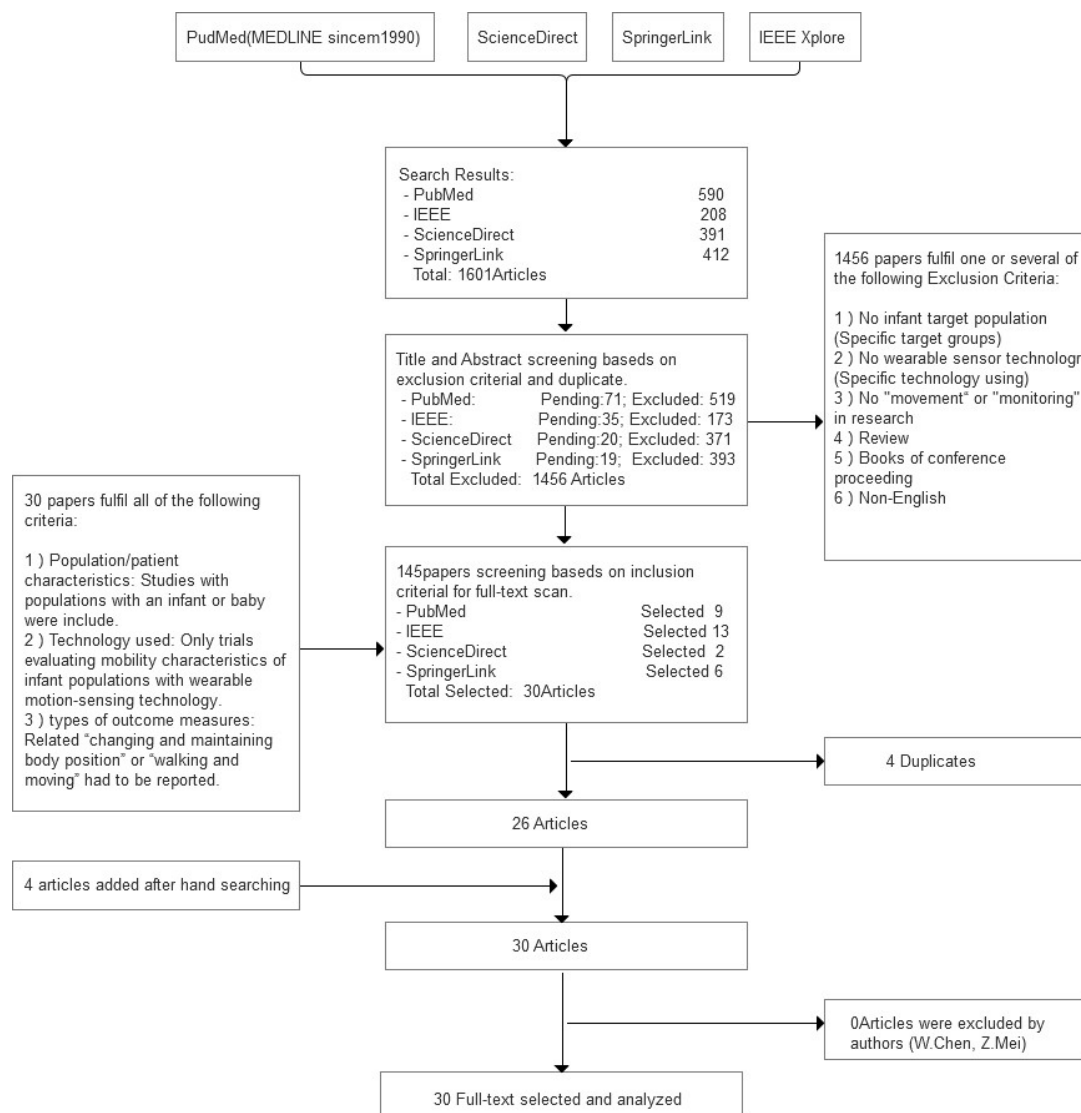 PudMed(MEDLINE sincem1990)
ScienceDirect
SpringerLink
IEEE Xplore
Search Results:
- PubMed 590
- IEEE 208
- ScienceDirect 391
- SpringerLink 412
Total: 1601Articles
1456 papers fulfil one or several of
the following Exclusion Criteria:
1 ) No infant target population
(Specific target groups)
2 ) No wearable sensor technologr
(Specific technology using)
3 ) No "movement“ or "monitoring"
in research
4 ) Review
5 ) Books of conference
proceeding
6 ) Non-English
Title and Abstract screening baseds on
exclusion criterial and duplicate.
- PubMed: Pending:71; Excluded: 519
- IEEE: Pending:35; Excluded: 173
- ScienceDirect Pending:20; Excluded: 371
- SpringerLink Pending:19; Excluded: 393
Total Excluded: 1456 Articles
30 papers fulfil all of the following
criteria:
1 ) Population/patient
characteristics: Studies with
populations with an infant or baby
were include.
2 ) Technology used: Only trials
evaluating mobility characteristics of
infant populations with wearable
motion-sensing technology.
3 ) types of outcome measures:
Related “changing and maintaining
body position” or “walking and
moving” had to be reported.
145papers screening baseds on inclusion
criterial for full-text scan.
- PubMed Selected 9
- IEEE Selected 13
- ScienceDirect Selected 2
- SpringerLink Selected 6
Total Selected: 30Articles
4 Duplicates
26 Articles
4 articles added after hand searching
30 Articles
0Articles were excluded by
authors (W.Chen, Z.Mei)
30 Full-text selected and analyzed